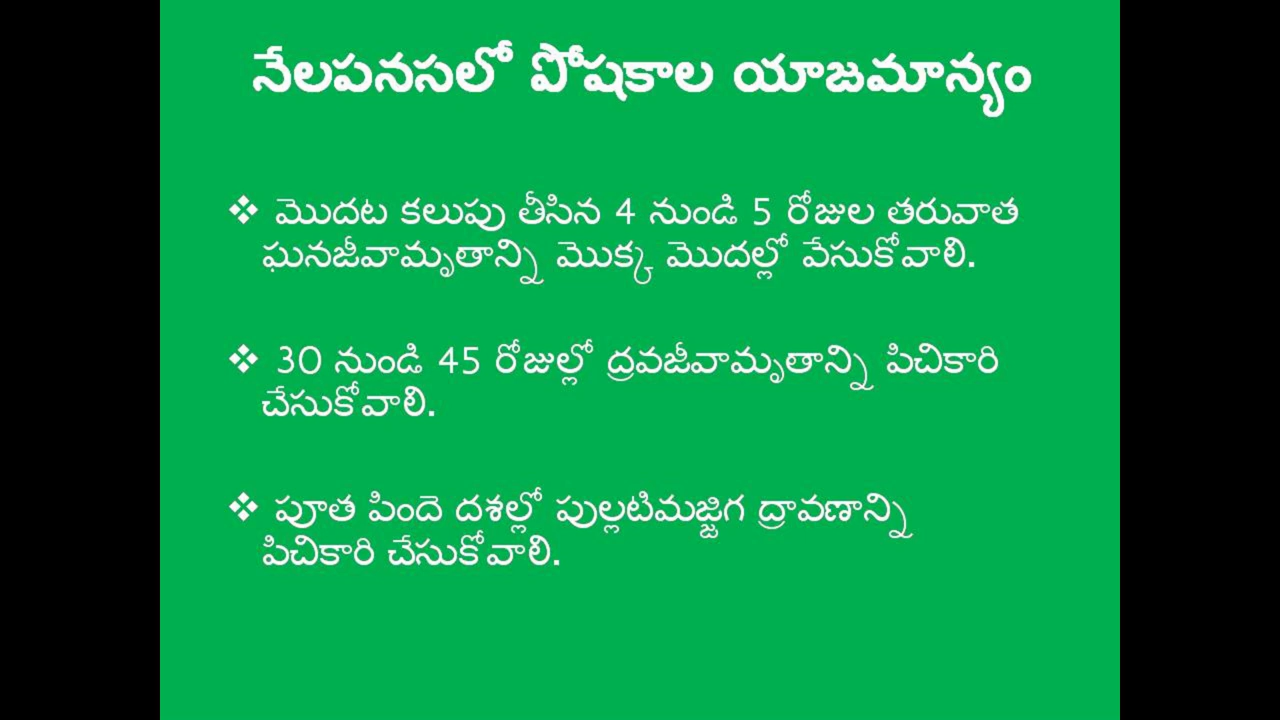 నేలపనసలో పోషకాల యాజమాన్యం
❖ మొదట కలుపు తీసిన 4 నుండి 5 రోజుల తరువాత
ఘనజీవామృతాన్ని మొక్క మొదల్లో వేసుకోవాలి.
❖ 30 నుండి 45 రోజుల్లో ద్రవజీవామృతాన్ని పిచికారి
చేసుకోవాలి.
❖ పూత పిందె దశల్లో పుల్లటిమజ్జిగ ద్రావణాన్ని
పిచికారి చేసుకోవాలి.